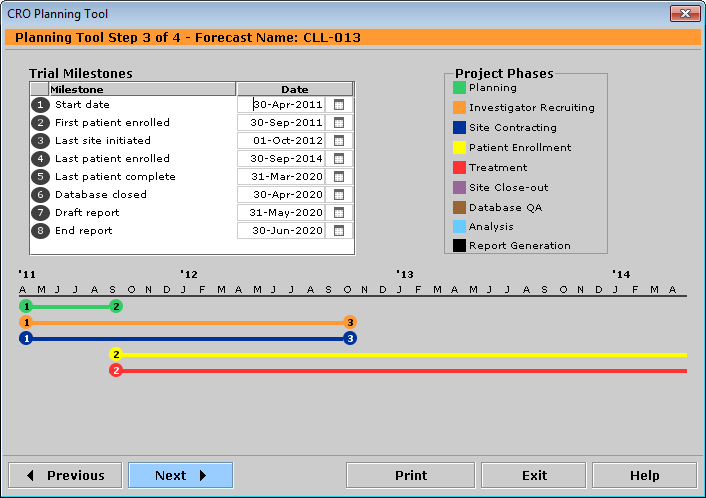 CRO Planning Tool
Planning Tool Step 3 of 4 - Forecast Name: CLL-013
Trial Milestones
Milestone Date
1 Start date 30-Apr-2011
2 First patient enrolled 30-Sep-2011
3 Last site initiated 01-Oct-2012
4 Last patient enrolled 30-Sep-2014
5 Last patient complete 31-Mar-2020
6 Database closed 30-Apr-2020
7 Draft report 31-May-2020
8 End report 30-Jun-2020
Project Phases
Planning
Investigator Recruiting
Site Contracting
Patient Enrollment
Treatment
Site Close-out
Database QA
Analysis
Report Generation
'11 '12 '13 '14
A M J J A S O N D J F M A M J J A S O N D J F M A M J J A S O N D J F M A
1 2
1 3
1 3
2
2
Previous Next Print Exit Help